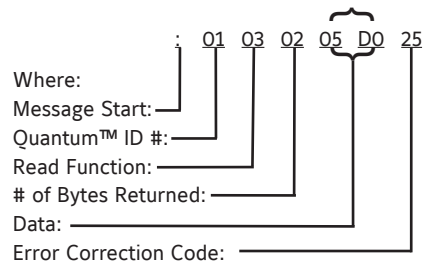 : 01 03 02 05 D0 25
Where:
Message Start:
Quantum™ ID #:
Read Function:
# of Bytes Returned:
Data:
Error Correction Code: